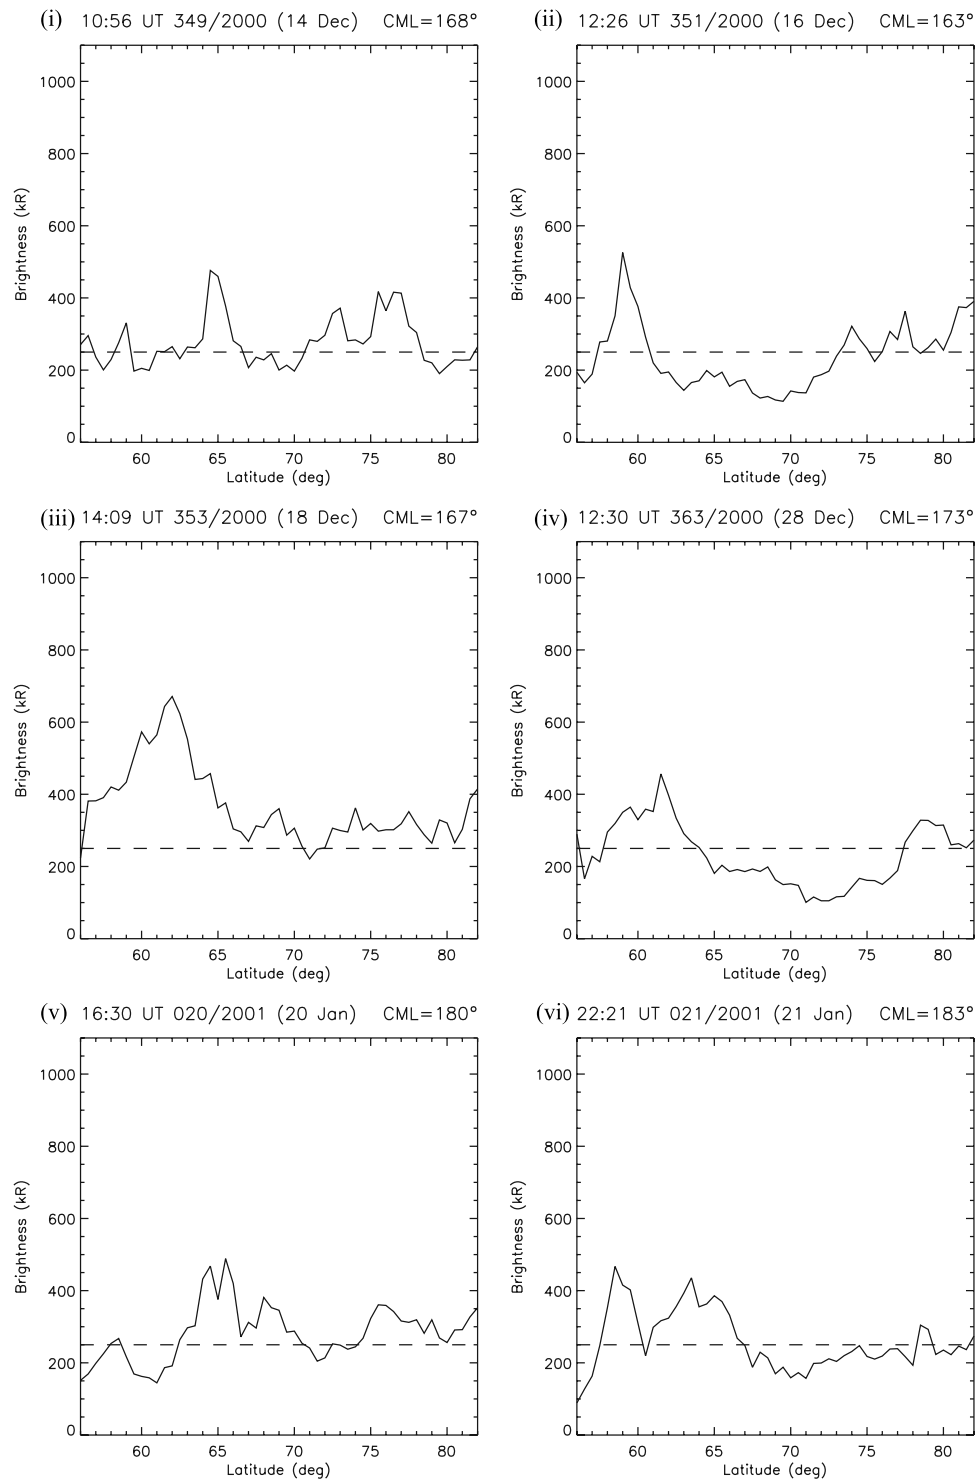 (i) 10:56 UT 349/2000 (14 Dec) CML=168°
1000
800
600
400
200
0
Brightness (kR)
60 65 70 75 80
Latitude (deg)
(ii) 12:26 UT 351/2000 (16 Dec) CML=163°
1000
800
600
400
200
0
Brightness (kR)
60 65 70 75 80
Latitude (deg)
(iii) 14:09 UT 353/2000 (18 Dec) CML=167°
1000
800
600
400
200
0
Brightness (kR)
60 65 70 75 80
Latitude (deg)
(iv) 12:30 UT 363/2000 (28 Dec) CML=173°
1000
800
600
400
200
0
Brightness (kR)
60 65 70 75 80
Latitude (deg)
(v) 16:30 UT 020/2001 (20 Jan) CML=180°
1000
800
600
400
200
0
Brightness (kR)
60 65 70 75 80
Latitude (deg)
(vi) 22:21 UT 021/2001 (21 Jan) CML=183°
1000
800
600
400
200
0
Brightness (kR)
60 65 70 75 80
Latitude (deg)